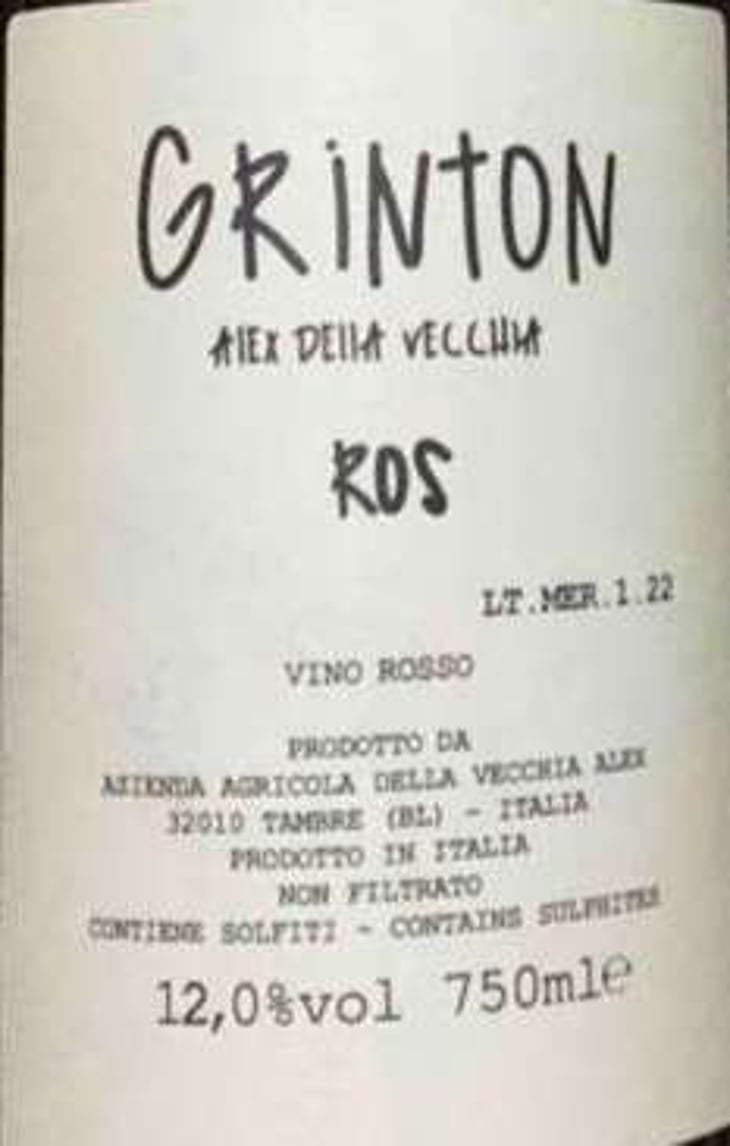 GRINTON
ALEX DELLA VECCHIA
ROS
LT.MER.1.22
VINO ROSSO
PRODOTTO DA
AZIENDA AGRICOLA DELLA VECCHIA ALEX
32010 TAMBRE (BL) - ITALIA
PRODOTTO IN ITALIA
NON FILTRATO
CONTIENE SOLFITI - CONTAINS SULPHITES
12,0%vol 750ml℮